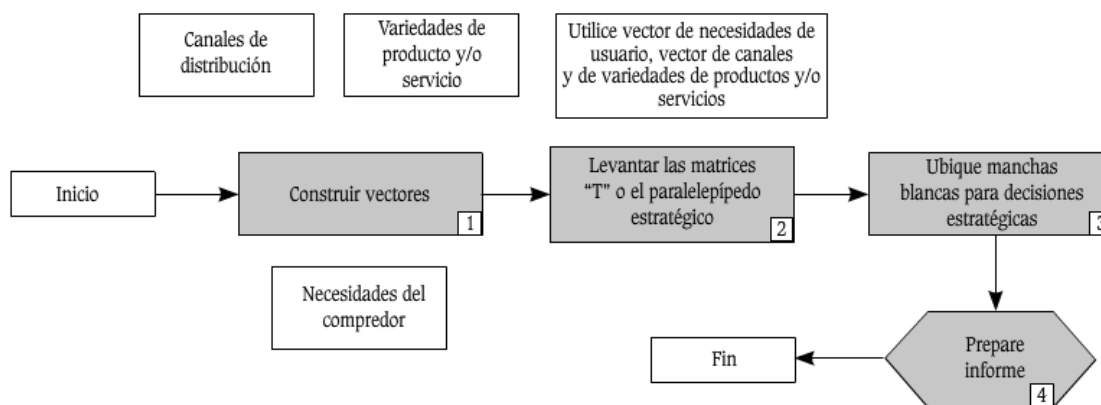 Canales de
distribución
Variedades de
producto y/o
servicio
Utilice vector de necesidades de
usuario, vector de canales
y de variedades de productos y/o
servicios
Inicio
Construir vectores
1
Levantar las matrices
“T” o el paralelepípedo
estratégico
2
Ubique manchas
blancas para decisiones
estratégicas
3
Necesidades del
compredor
Fin
Prepare
informe
4